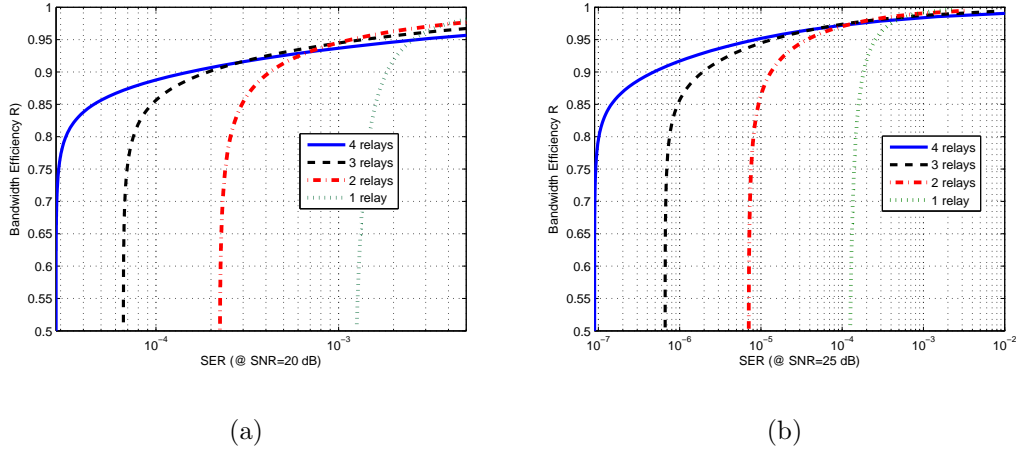 1
0.95
0.9
0.85
0.8
0.75
0.7
0.65
0.6
0.55
0.5
Bandwidth Efficiency R
4 relays
3 relays
2 relays
1 relay
10^−4
10^−3
SER (@ SNR=20 dB)
(a)
1
0.95
0.9
0.85
0.8
0.75
0.7
0.65
0.6
0.55
0.5
Bandwidth Efficiency R
4 relays
3 relays
2 relays
1 relay
10^−7
10^−6
10^−5
10^−4
10^−3
10^−2
SER (@ SNR=25 dB)
(b)